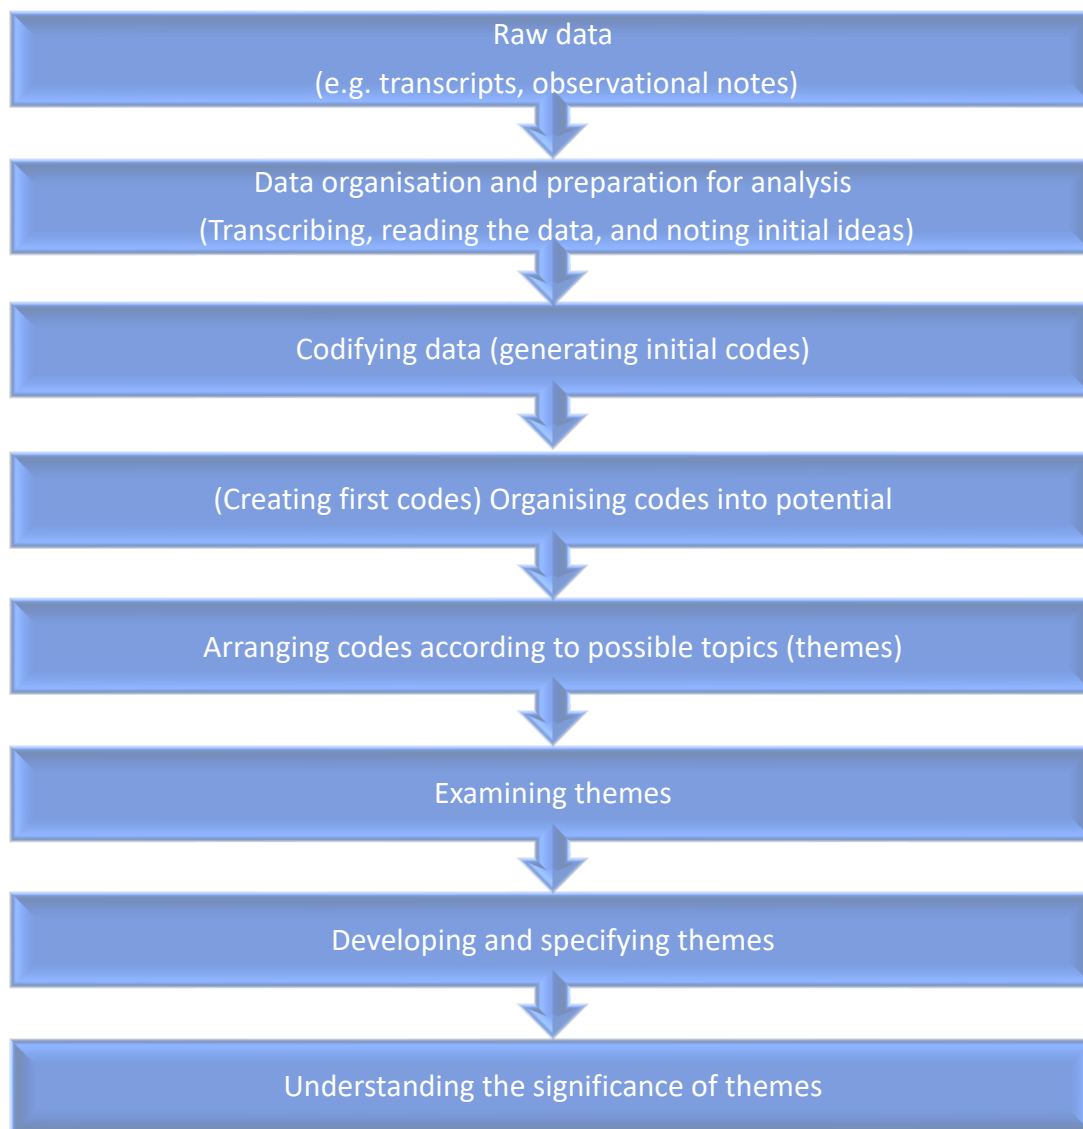 Raw data
(e.g. transcripts, observational notes)
Data organisation and preparation for analysis
(Transcribing, reading the data, and noting initial ideas)
Codifying data (generating initial codes)
(Creating first codes) Organising codes into potential
Arranging codes according to possible topics (themes)
Examining themes
Developing and specifying themes
Understanding the significance of themes